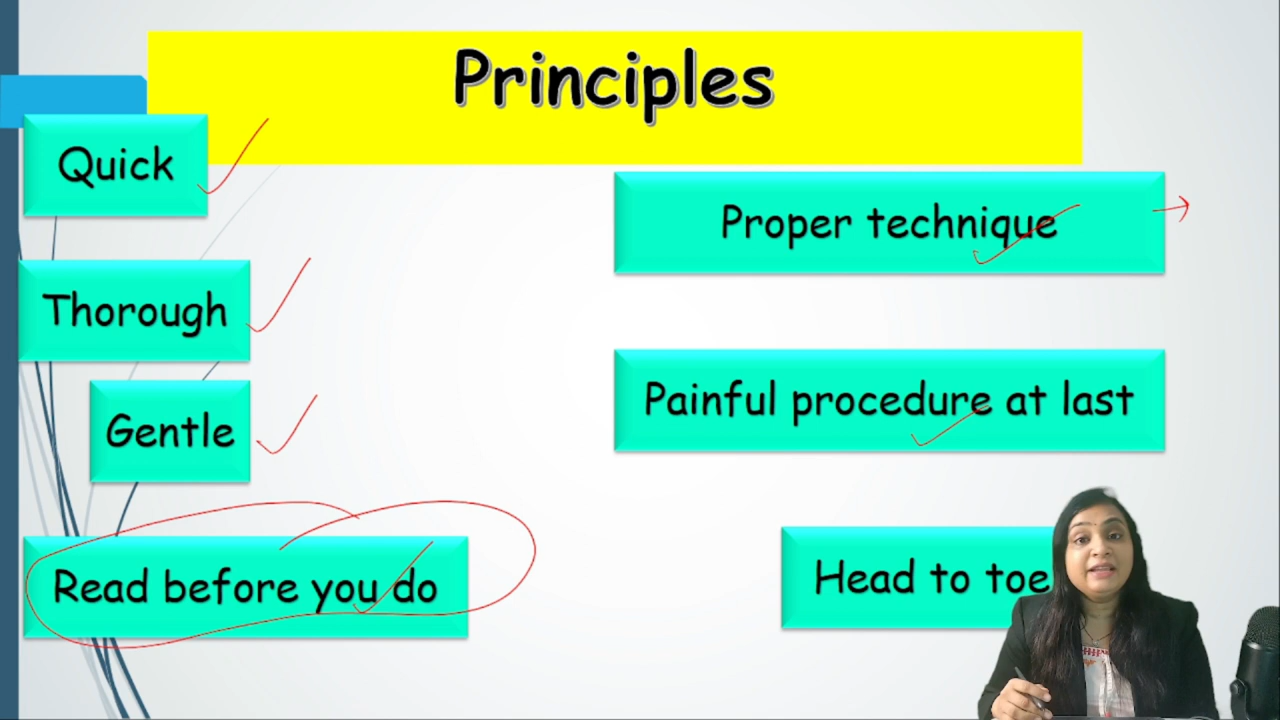 Principles
Quick
Thorough
Gentle
Read before you do
Proper technique
Painful procedure at last
Head to toe